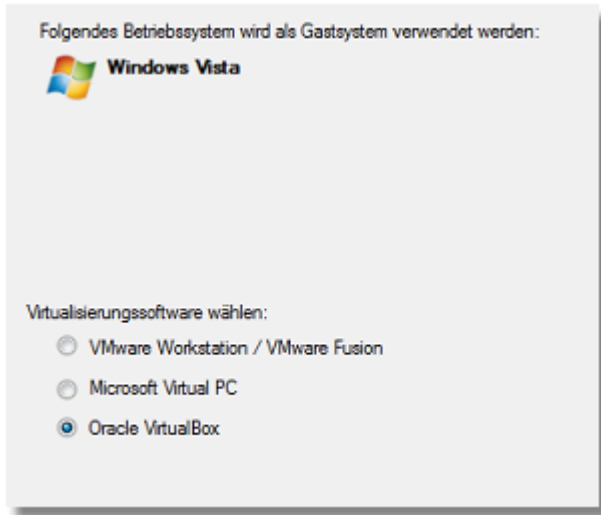 Folgendes Betriebssystem wird als Gastsystem verwendet werden:
Windows Vista
Virtualisierungssoftware wählen:
VMware Workstation / VMware Fusion
Microsoft Virtual PC
Oracle VirtualBox